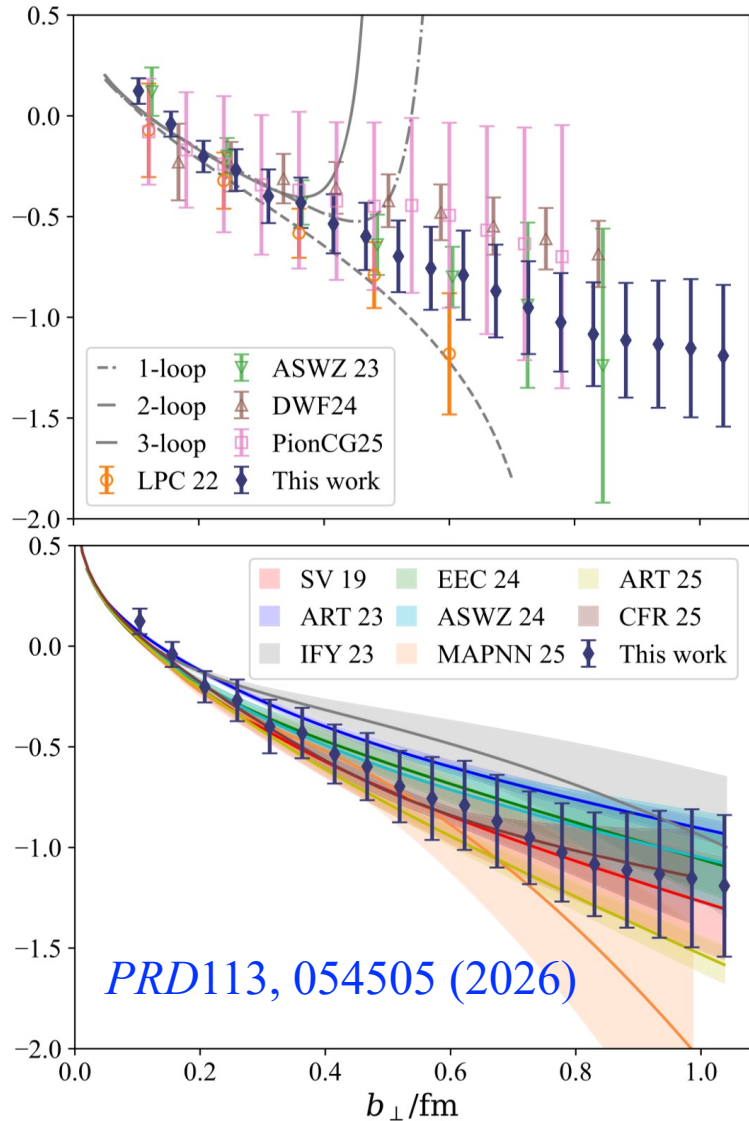 0.5
0.0
−0.5
−1.0
−1.5
−2.0
1-loop
2-loop
3-loop
LPC 22
ASWZ 23
DWF24
PionCG25
This work
0.5
0.0
−0.5
−1.0
−1.5
−2.0
SV 19
ART 23
IFY 23
EEC 24
ASWZ 24
MAPNN 25
ART 25
CFR 25
This work
PRD113, 054505 (2026)
0.0 0.2 0.4 0.6 0.8 1.0
b⊥/fm